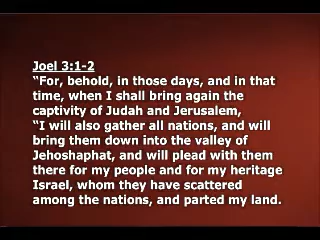 Joel 3:1-2
“For, behold, in those days, and in that
time, when I shall bring again the
captivity of Judah and Jerusalem,
“I will also gather all nations, and will
bring them down into the valley of
Jehoshaphat, and will plead with them
there for my people and for my heritage
Israel, whom they have scattered
among the nations, and parted my land.